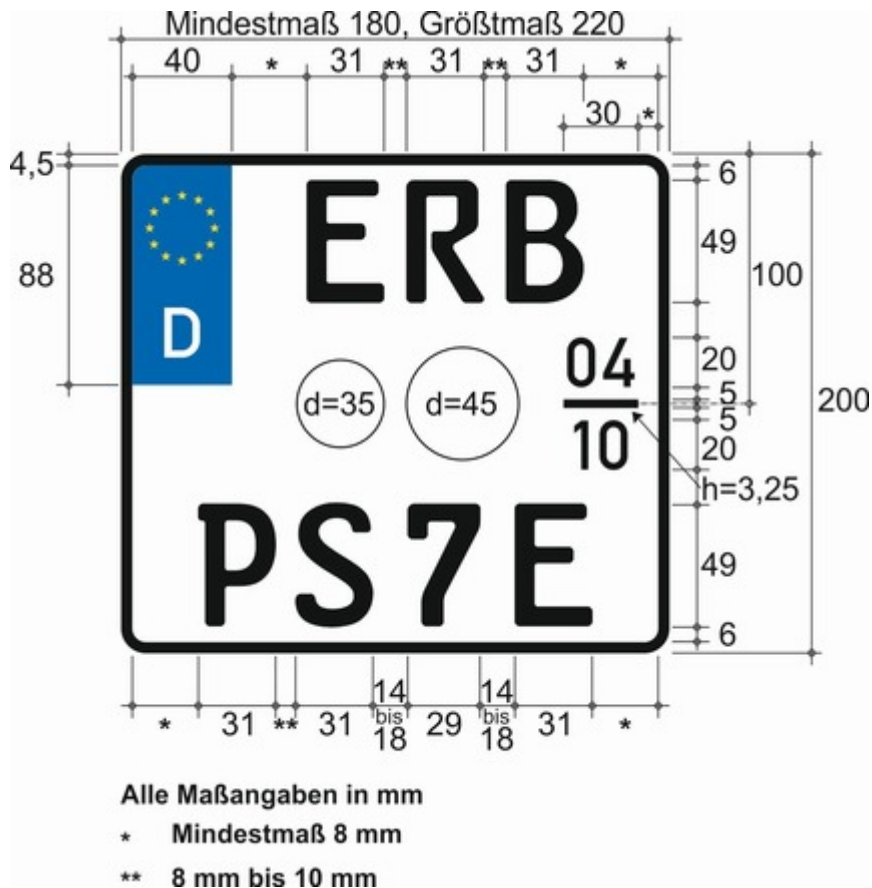 Mindestmaß 180, Größtmaß 220
40 * 31 ** 31 ** 31 *
30 *
4,5
88
D
ERB
6
49
100
20
5
200
5
20
h=3,25
49
6
d=35
d=45
04
10
PS7E
* 31 ** 31 14 bis 18 29 14 bis 18 31 *
Alle Maßangaben in mm
* Mindestmaß 8 mm
** 8 mm bis 10 mm